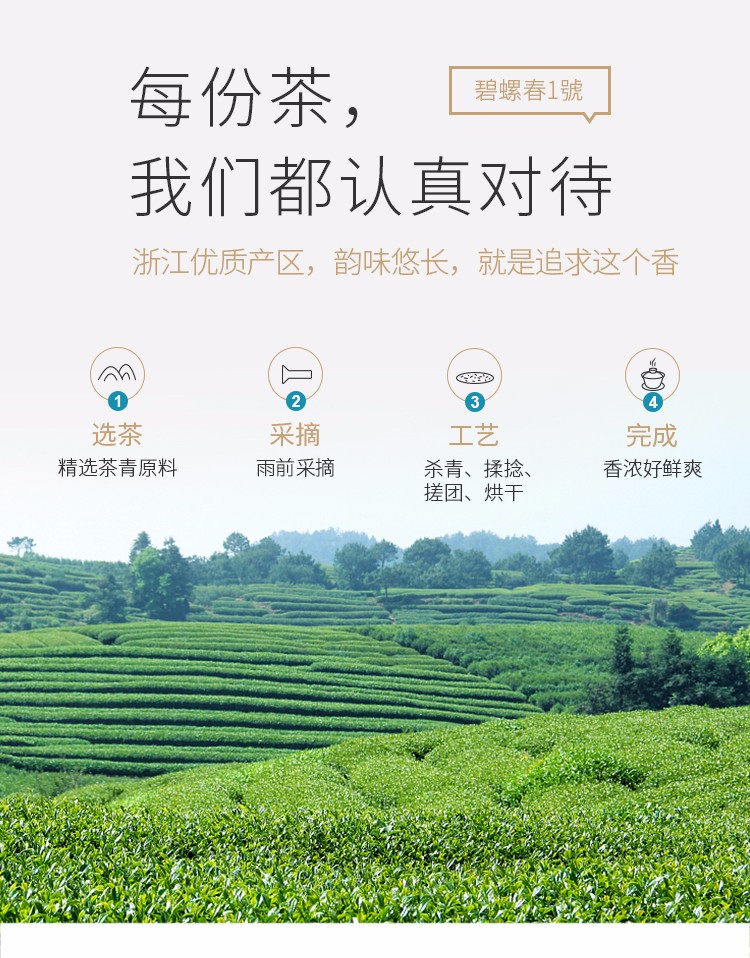 每份茶，
碧螺春1號
我们都认真对待
浙江优质产区，韵味悠长，就是追求这个香
1
2
3
4
选茶
采摘
工艺
完成
精选茶青原料
雨前采摘
杀青、揉捻、
搓团、烘干
香浓好鲜爽